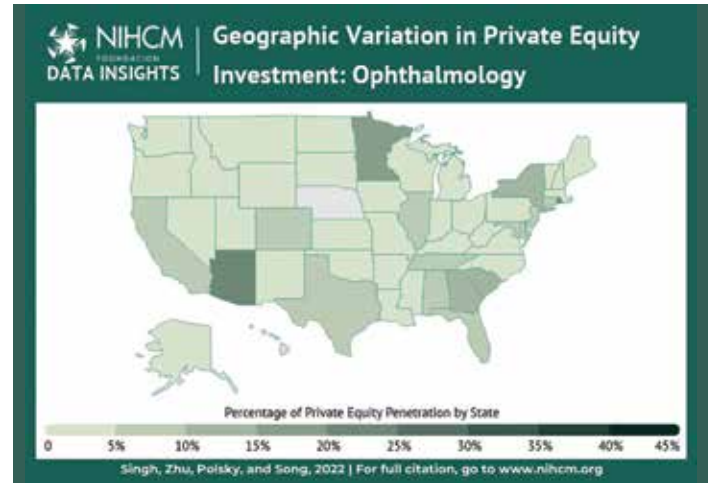 NIHCM
FOUNDATION
DATA INSIGHTS
Geographic Variation in Private Equity
Investment: Ophthalmology
Percentage of Private Equity Penetration by State
0 5% 10% 15% 20% 25% 30% 35% 40% 45%
Singh, Zhu, Polsky, and Song, 2022 | For full citation, go to www.nihcm.org